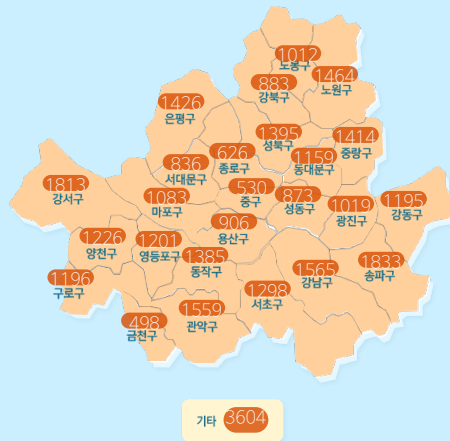 1012
도봉구
883
강북구
1464
노원구
1426
은평구
1395
성북구
1414
중랑구
626
종로구
1159
동대문구
836
서대문구
1813
강서구
1083
마포구
530
중구
873
성동구
1019
광진구
1195
강동구
906
용산구
1226
양천구
1201
영등포구
1385
동작구
1833
송파구
1565
강남구
1196
구로구
1298
서초구
1559
관악구
498
금천구
기타 3604